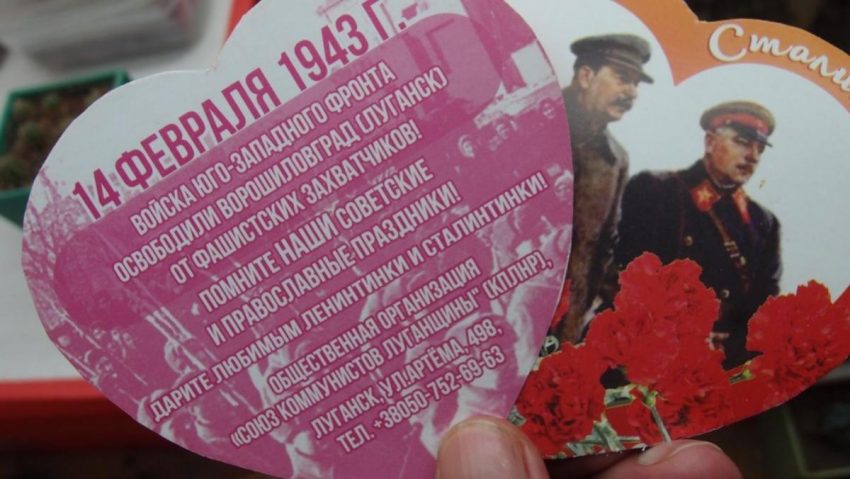 14 ФЕВРАЛЯ 1943 Г.-
ВОЙСКА ЮГО-ЗАПАДНОГО ФРОНТА
ОСВОБОДИЛИ ВОРОШИЛОВГРАД (ЛУГАНСК)
ОТ ФАШИСТСКИХ ЗАХВАТЧИКОВ!
ПОМНИТЕ НАШИ СОВЕТСКИЕ
И ПРАВОСЛАВНЫЕ ПРАЗДНИКИ!
ДАРИТЕ ЛЮБИМЫМ ЛЕНИНТИНКИ И СТАЛИНТИНКИ!
ОБЩЕСТВЕННАЯ ОРГАНИЗАЦИЯ
«СОЮЗ КОММУНИСТОВ ЛУГАНЩИНЫ" (КПЛНР),
ЛУГАНСК, УЛ.АРТЁМА, 498,
ТЕЛ. +38050-752-69-63
Стали